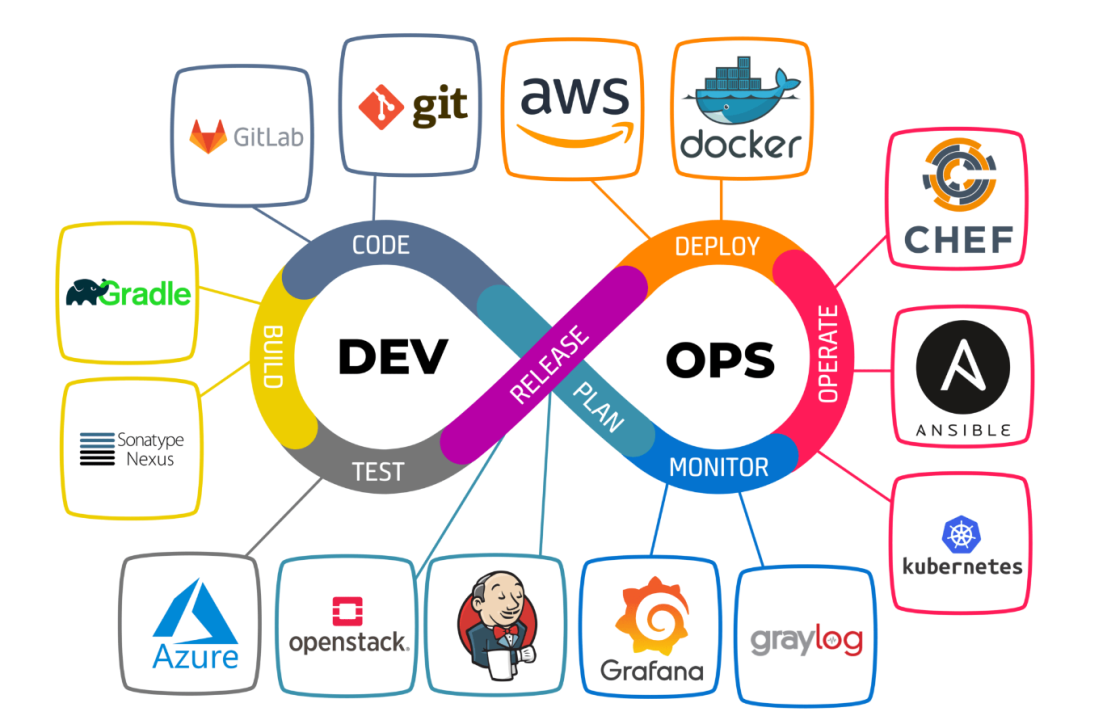 git
aws
docker
GitLab
CHEF
CODE
DEPLOY
Gradle
BUILD
DEV
RELEASE
OPS
OPERATE
PLAN
ANSIBLE
Sonatype
Nexus
TEST
MONITOR
kubernetes
openstack.
Azure
Grafana
graylog